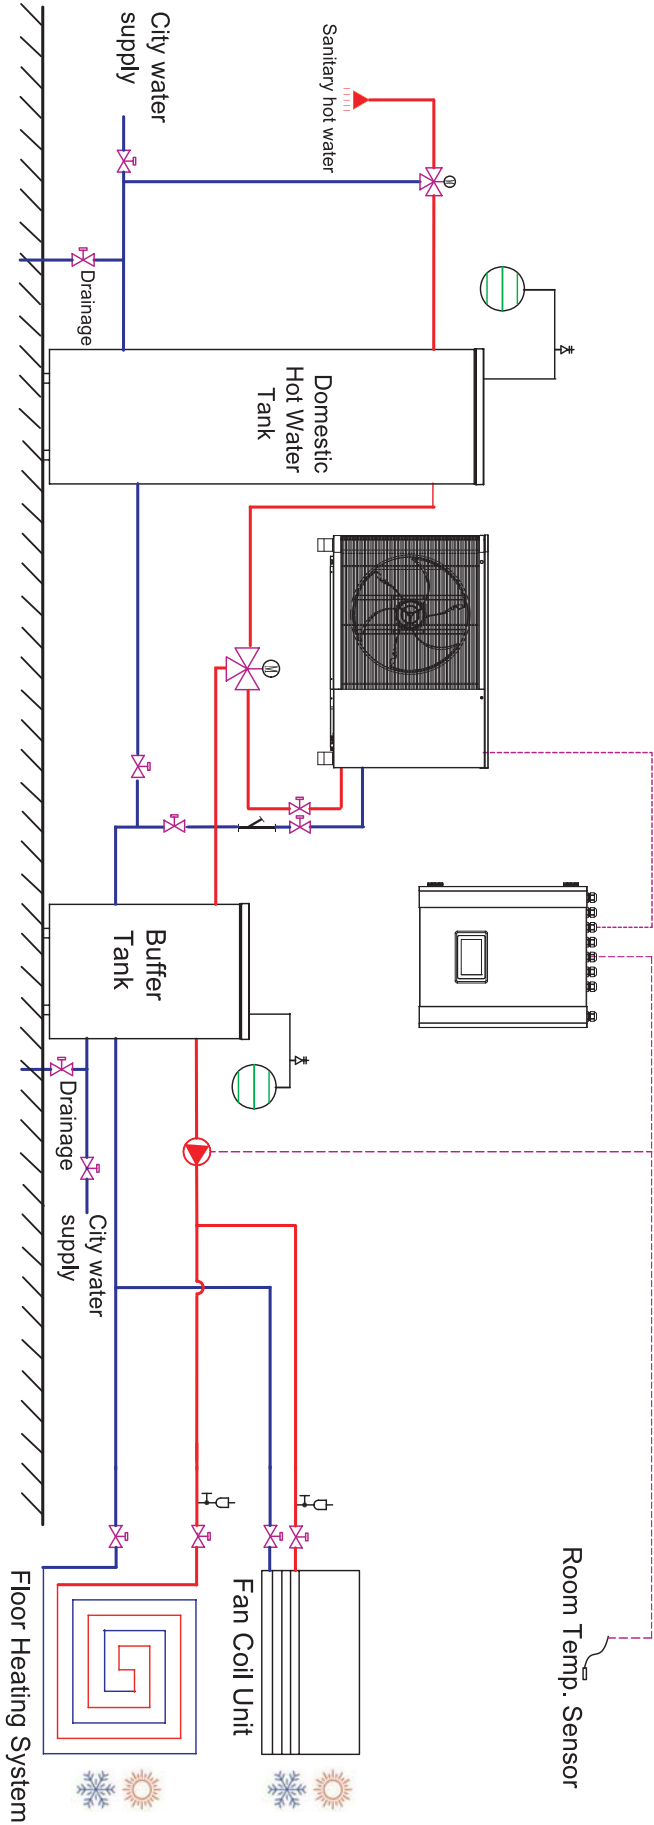 City water
supply
Sanitary hot water
Drainage
Domestic
Hot Water
Tank
M
M
Buffer
Tank
Drainage
City water
supply
Room Temp. Sensor
Fan Coil Unit
Floor Heating System